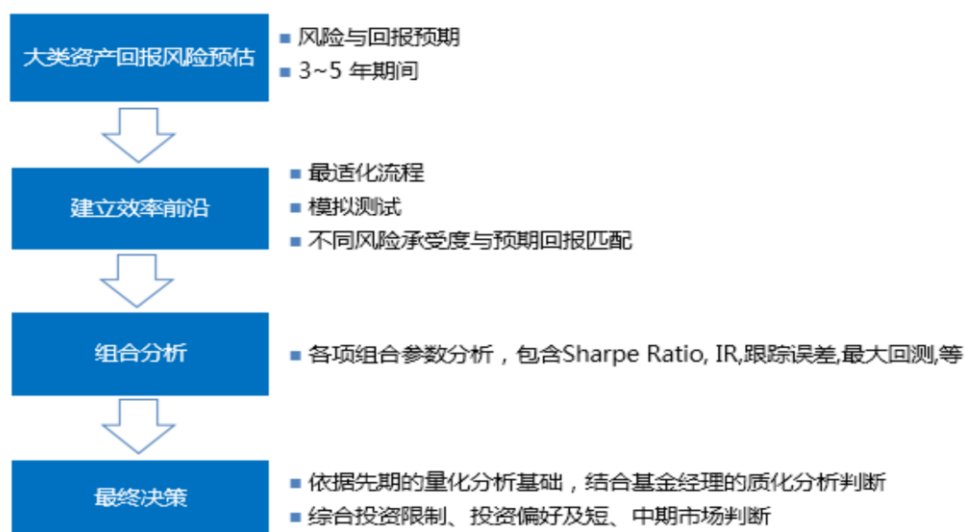 大类资产回报风险预估
风险与回报预期
3~5 年期间
建立效率前沿
最适化流程
模拟测试
不同风险承受度与预期回报匹配
组合分析
各项组合参数分析，包含Sharpe Ratio, IR,跟踪误差,最大回测,等
最终决策
依据先期的量化分析基础，结合基金经理的质化分析判断
综合投资限制、投资偏好及短、中期市场判断